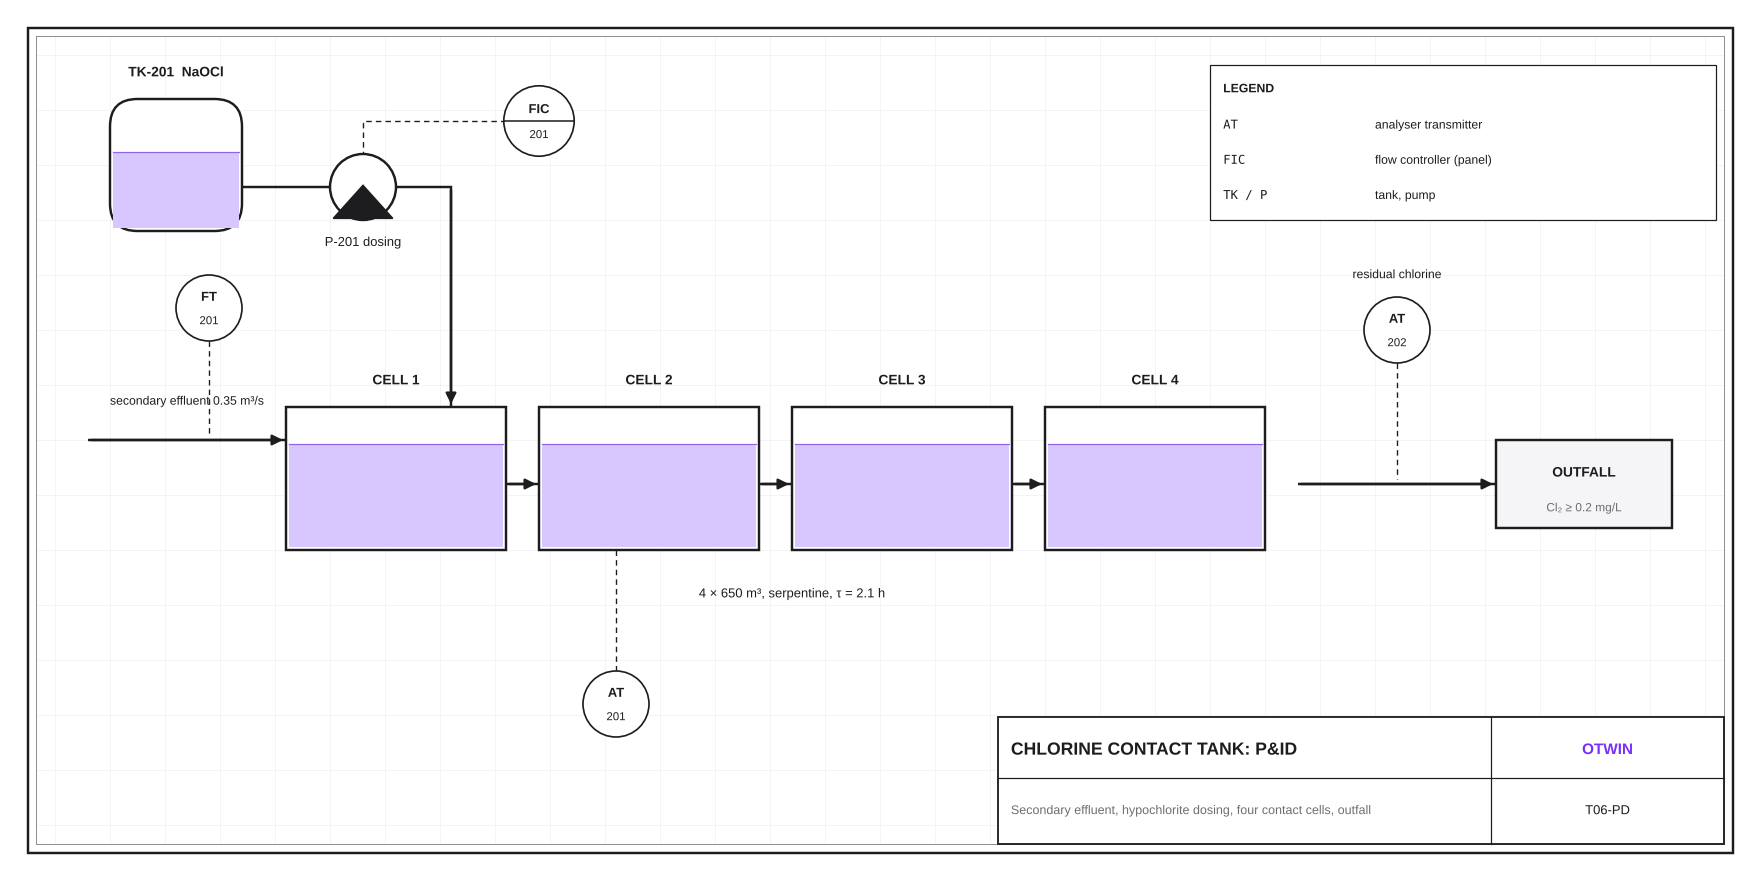 TK-201 NaOCl
FIC
201
P-201 dosing
LEGEND
AT analyser transmitter
FIC flow controller (panel)
TK / P tank, pump
FT
201
secondary effluent 0.35 m³/s
residual chlorine
AT
202
CELL 1
CELL 2
CELL 3
CELL 4
OUTFALL
Cl₂ ≥ 0.2 mg/L
4 × 650 m³, serpentine, τ = 2.1 h
AT
201
CHLORINE CONTACT TANK: P&ID
OTWIN
Secondary effluent, hypochlorite dosing, four contact cells, outfall
T06-PD